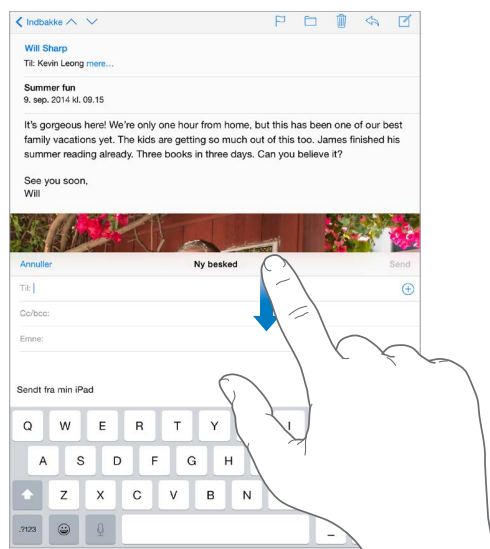 Indbakke
Will Sharp
Til: Kevin Leong mere...
Summer fun
9. sep. 2014 kl. 09.15
It's gorgeous here! We're only one hour from home, but this has been one of our best
family vacations yet. The kids are getting so much out of this too. James finished his
summer reading already. Three books in three days. Can you believe it?
See you soon,
Will
Annuller Ny besked Send
Til:
Cc/bcc:
Emne:
Sendt fra min iPad
Q W E R T Y I
A S D F G H
Z X C V B N
.?123